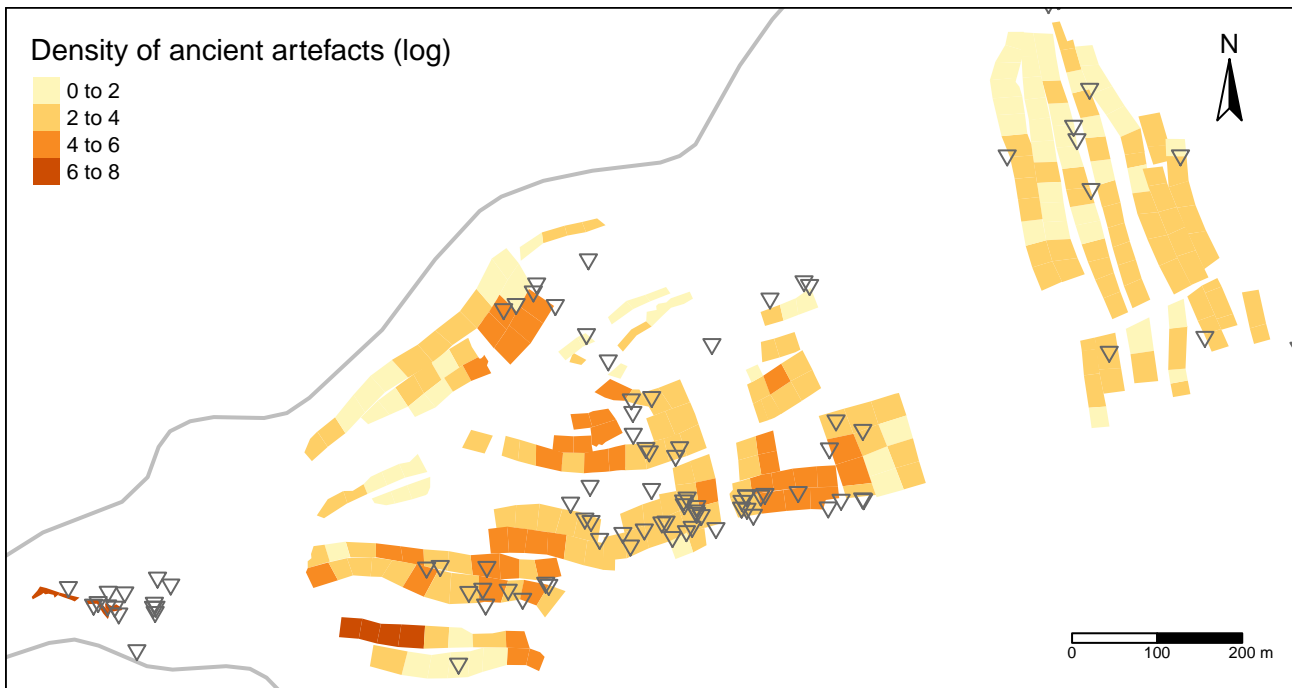 Density of ancient artefacts (log)
0 to 2
2 to 4
4 to 6
6 to 8
N
0 100 200 m